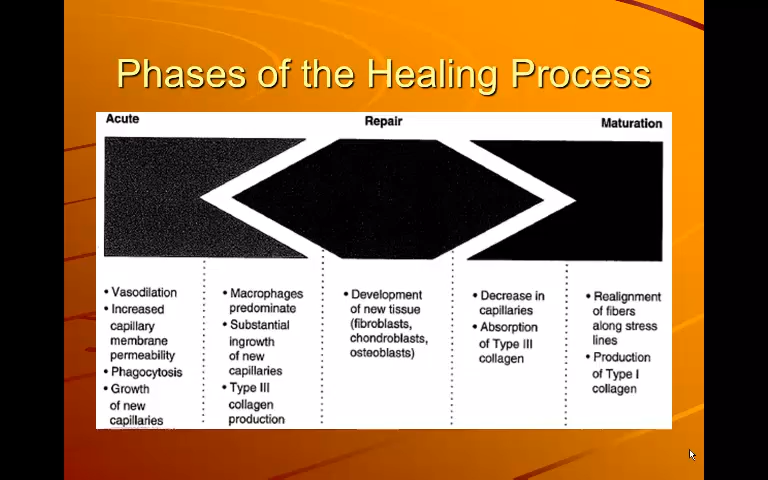 Phases of the Healing Process
Acute
Repair
Maturation
• Vasodilation
• Increased
capillary
membrane
permeability
• Phagocytosis
• Growth
of new
capillaries
• Macrophages
predominate
• Substantial
ingrowth
of new
capillaries
• Type III
collagen
production
• Development
of new tissue
(fibroblasts,
chondroblasts,
osteoblasts)
• Decrease in
capillaries
• Absorption
of Type III
collagen
• Realignment
of fibers
along stress
lines
• Production
of Type I
collagen